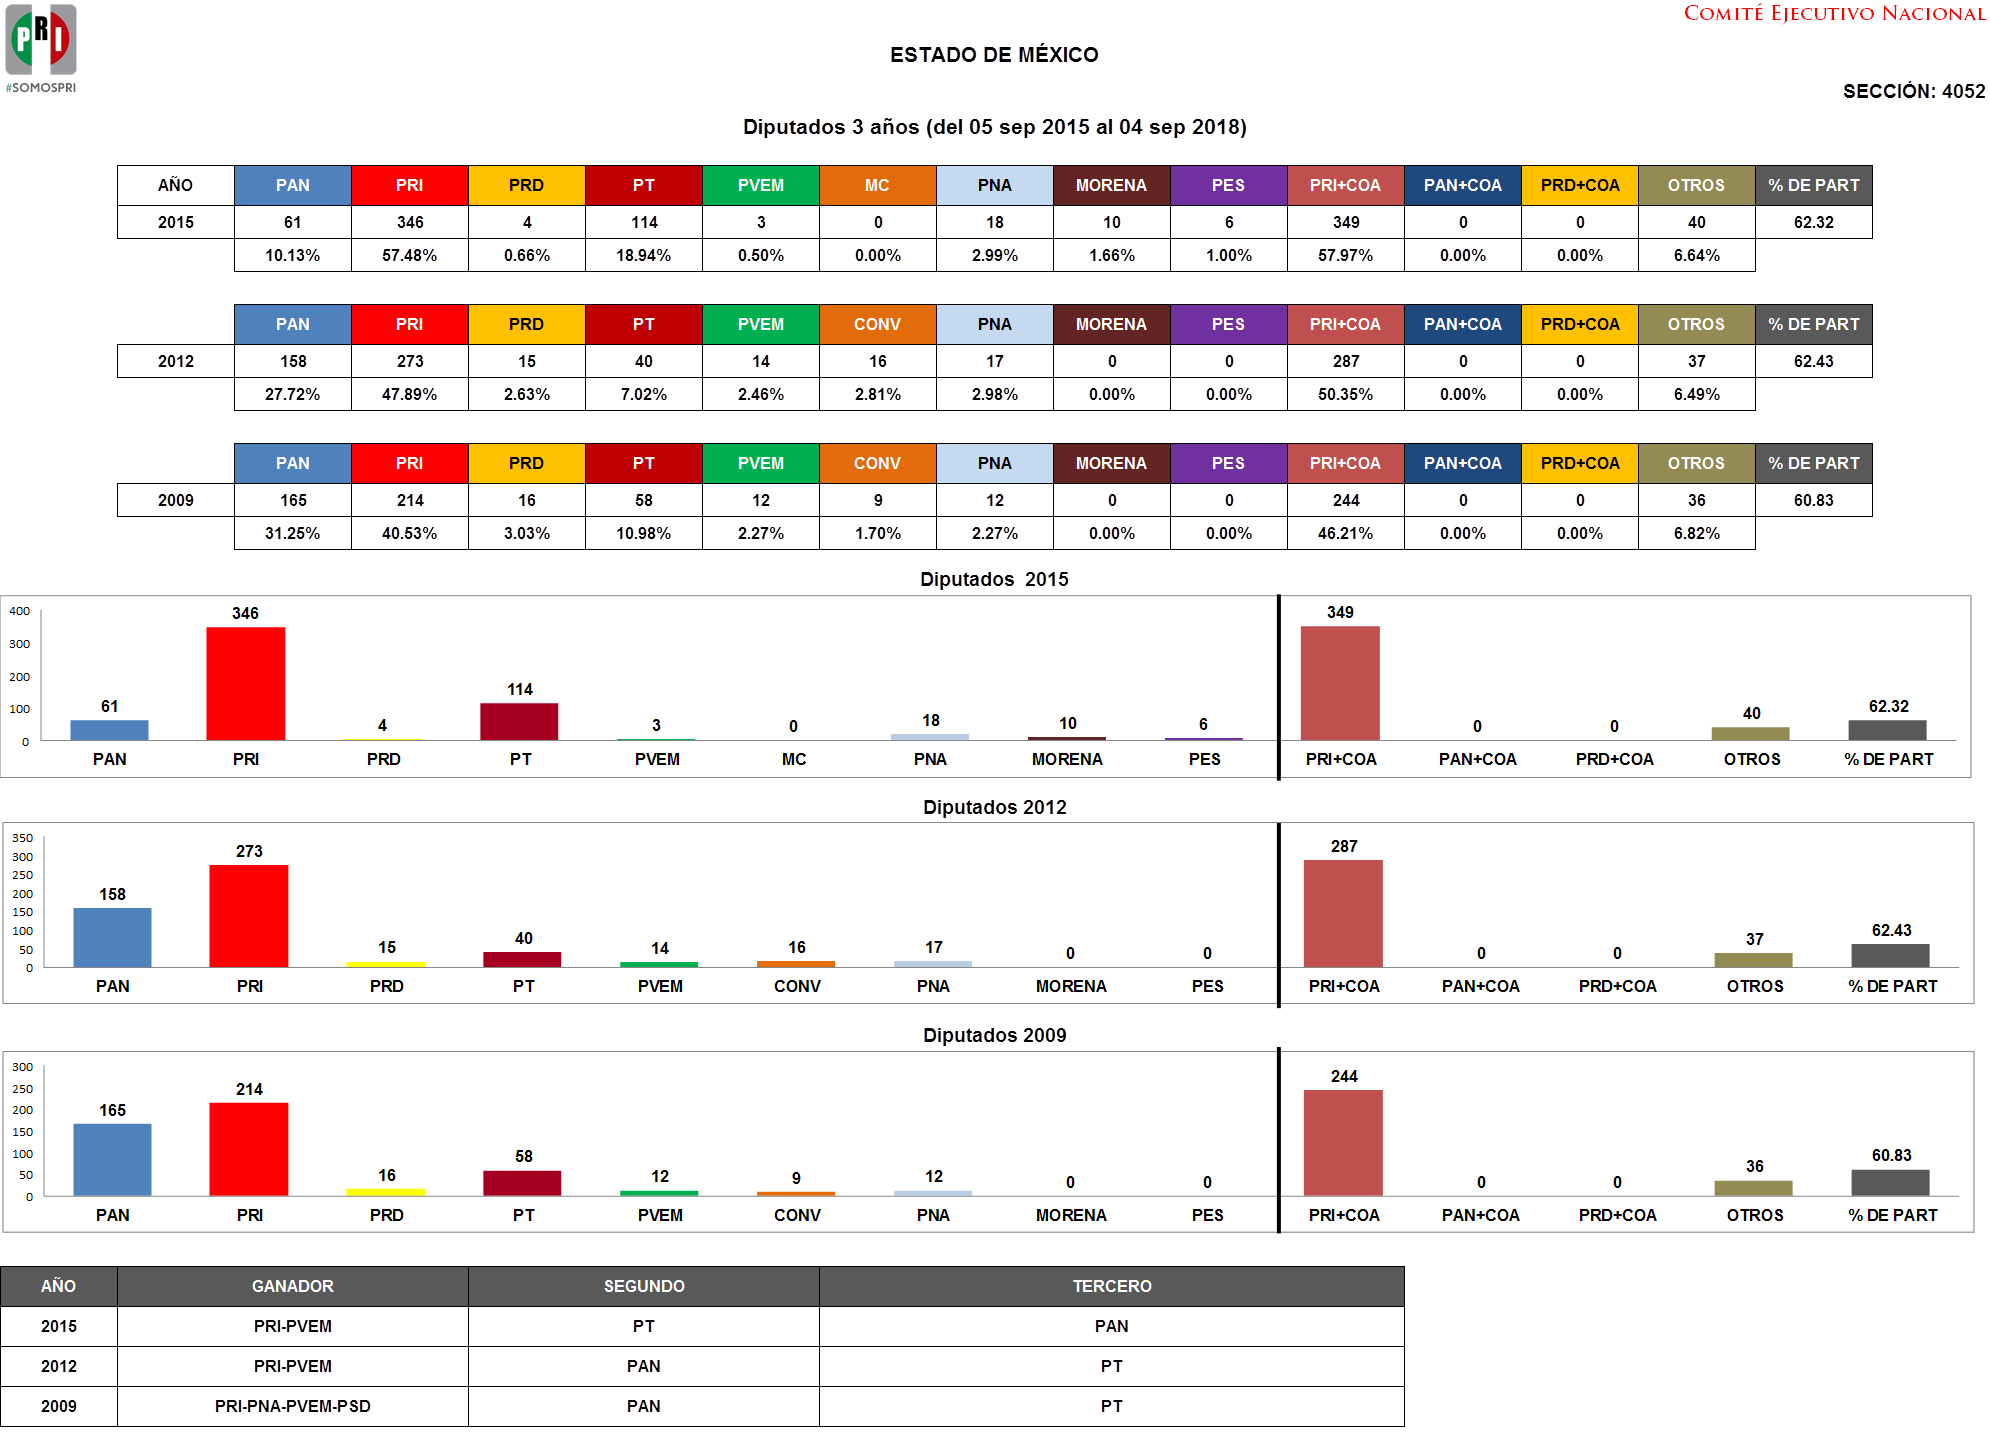 PRI
#SOMOSPRI
COMITÉ EJECUTIVO NACIONAL
ESTADO DE MÉXICO
SECCIÓN: 4052
Diputados 3 años (del 05 sep 2015 al 04 sep 2018)
AÑO PAN PRI PRD PT PVEM MC PNA MORENA PES PRI+COA PAN+COA PRD+COA OTROS % DE PART
2015 61 346 4 114 3 0 18 10 6 349 0 0 40 62.32
10.13% 57.48% 0.66% 18.94% 0.50% 0.00% 2.99% 1.66% 1.00% 57.97% 0.00% 0.00% 6.64%
PAN PRI PRD PT PVEM CONV PNA MORENA PES PRI+COA PAN+COA PRD+COA OTROS % DE PART
2012 158 273 15 40 14 16 17 0 0 287 0 0 37 62.43
27.72% 47.89% 2.63% 7.02% 2.46% 2.81% 2.98% 0.00% 0.00% 50.35% 0.00% 0.00% 6.49%
PAN PRI PRD PT PVEM CONV PNA MORENA PES PRI+COA PAN+COA PRD+COA OTROS % DE PART
2009 165 214 16 58 12 9 12 0 0 244 0 0 36 60.83
31.25% 40.53% 3.03% 10.98% 2.27% 1.70% 2.27% 0.00% 0.00% 46.21% 0.00% 0.00% 6.82%
Diputados 2015
400
300
200
100
0
61 346 4 114 3 0 18 10 6 349 0 0 40 62.32
PAN PRI PRD PT PVEM MC PNA MORENA PES PRI+COA PAN+COA PRD+COA OTROS % DE PART
Diputados 2012
350
300
250
200
150
100
50
0
158 273 15 40 14 16 17 0 0 287 0 0 37 62.43
PAN PRI PRD PT PVEM CONV PNA MORENA PES PRI+COA PAN+COA PRD+COA OTROS % DE PART
Diputados 2009
300
250
200
150
100
50
0
165 214 16 58 12 9 12 0 0 244 0 0 36 60.83
PAN PRI PRD PT PVEM CONV PNA MORENA PES PRI+COA PAN+COA PRD+COA OTROS % DE PART
AÑO GANADOR SEGUNDO TERCERO
2015 PRI-PVEM PT PAN
2012 PRI-PVEM PAN PT
2009 PRI-PNA-PVEM-PSD PAN PT